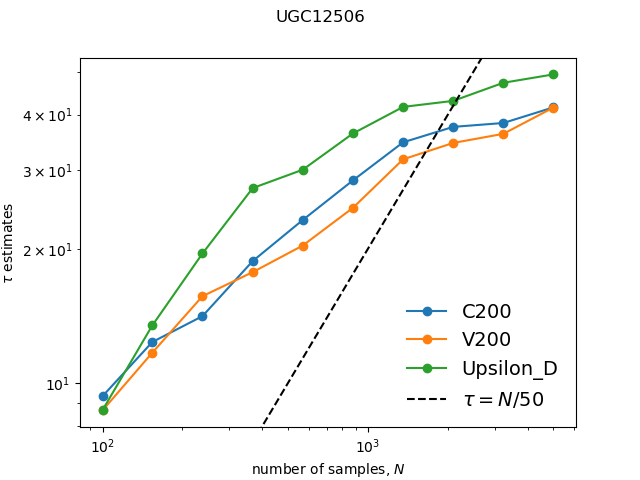 UGC12506
4 × 10¹
3 × 10¹
2 × 10¹
10¹
τ estimates
C200
V200
Upsilon_D
τ = N/50
10²
10³
number of samples, N